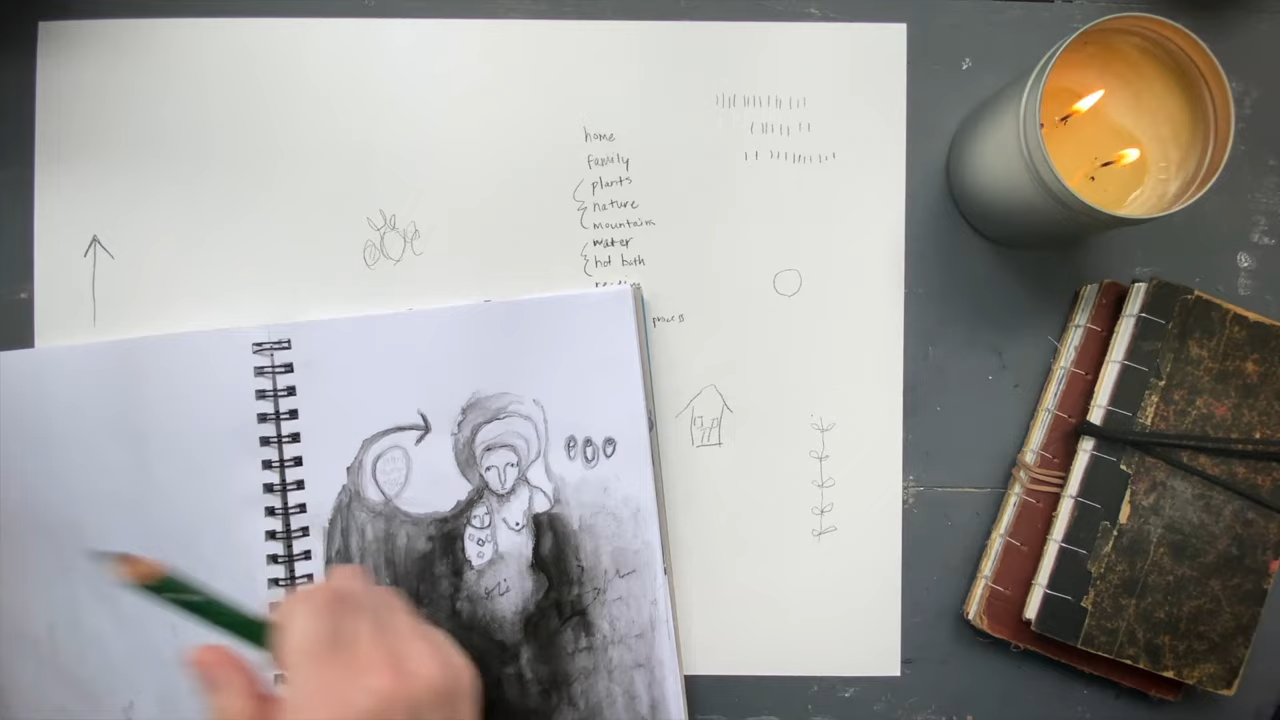 home
family
plants
nature
mountains
water
hot bath
process